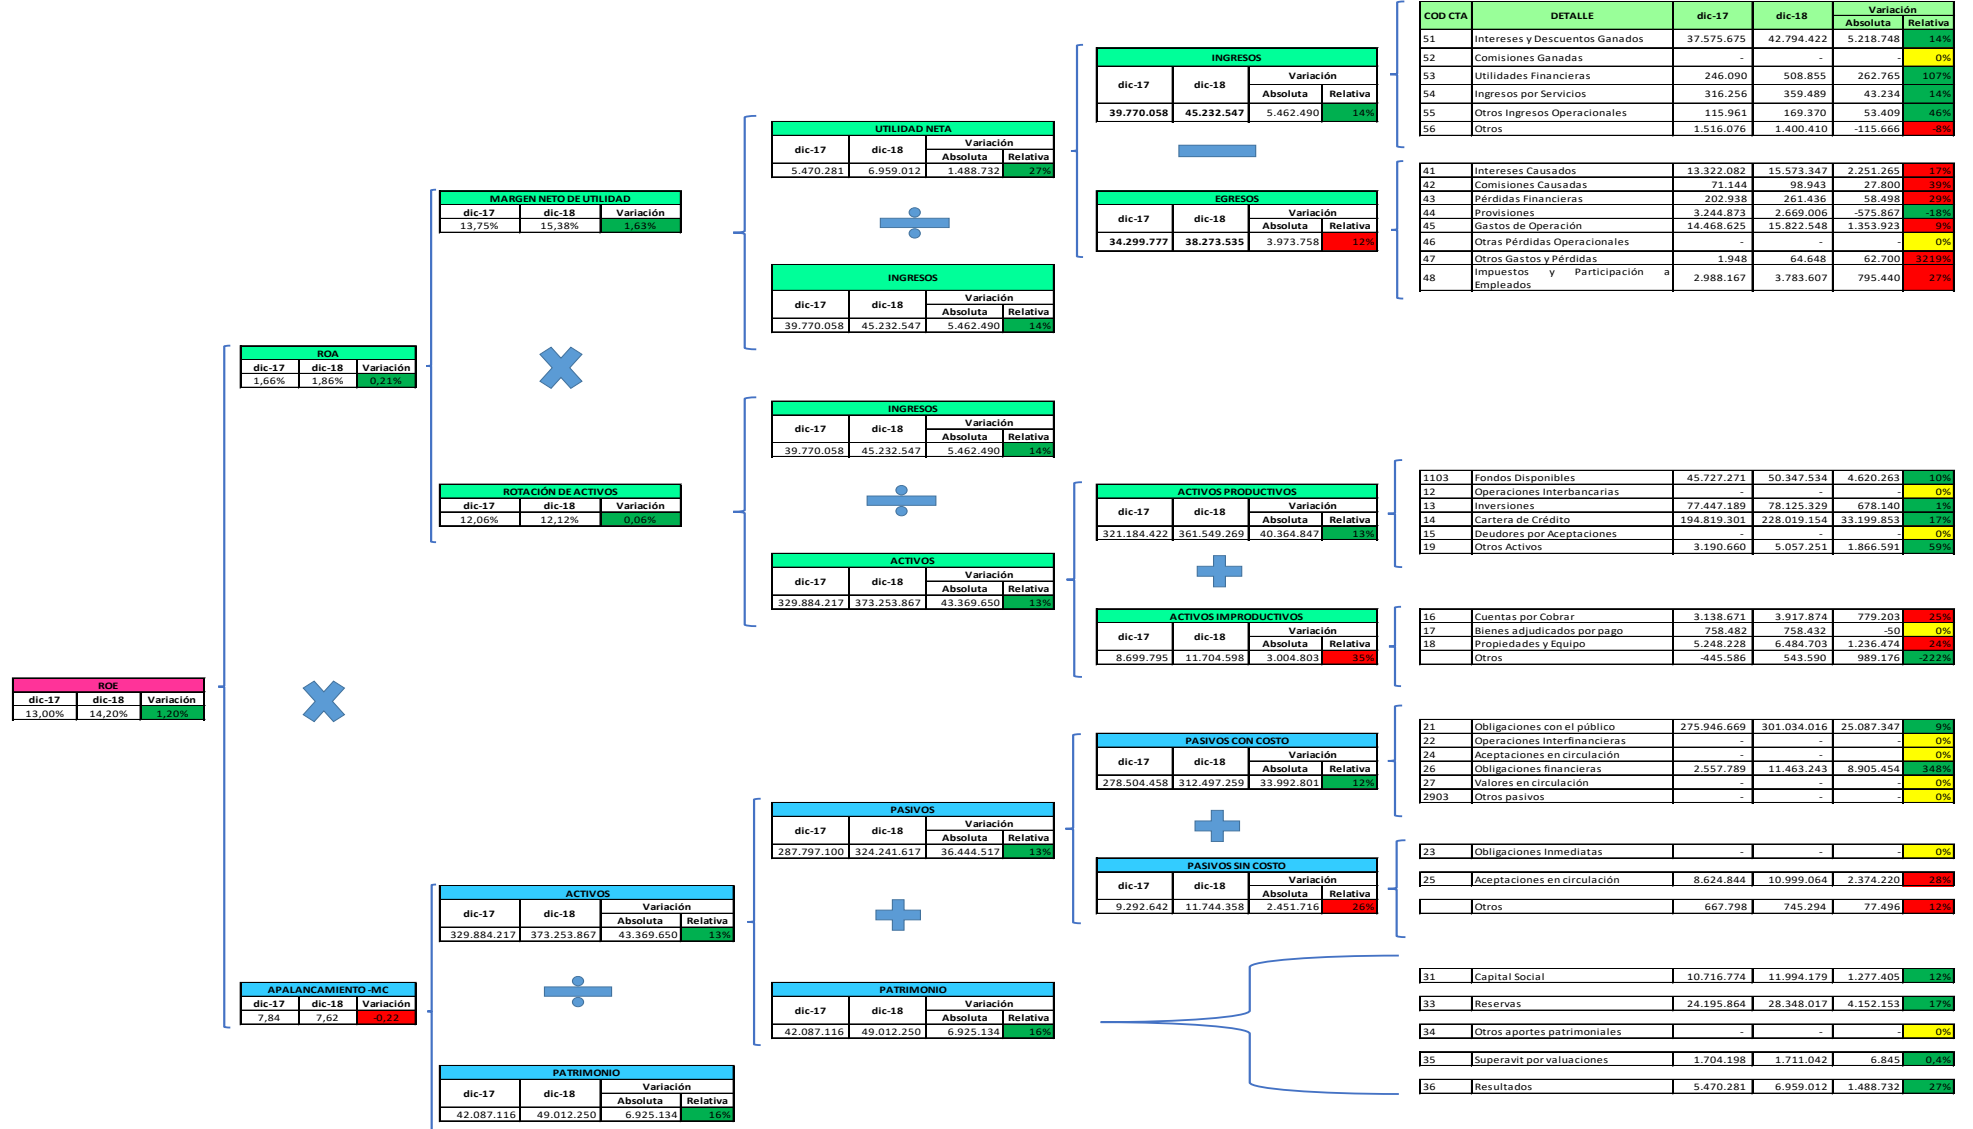 COD CTA DETALLE dic-17 dic-18 Variación
Absoluta Relativa
51 Intereses y Descuentos Ganados 37.575.675 42.794.422 5.218.748 14%
52 Comisiones Ganadas - - - 0%
53 Utilidades Financieras 246.090 508.855 262.765 107%
54 Ingresos por Servicios 316.256 359.489 43.234 14%
55 Otros Ingresos Operacionales 115.961 169.370 53.409 46%
56 Otros 1.516.076 1.400.410 -115.666 -8%
INGRESOS
dic-17 dic-18 Variación
Absoluta Relativa
39.770.058 45.232.547 5.462.490 14%
UTILIDAD NETA
dic-17 dic-18 Variación
Absoluta Relativa
5.470.281 6.959.012 1.488.732 27%
41 Intereses Causados 13.322.082 15.573.347 2.251.265 17%
42 Comisiones Causadas 71.144 98.943 27.800 39%
43 Pérdidas Financieras 202.938 261.436 58.498 29%
44 Provisiones 3.244.873 2.669.006 -575.867 -18%
45 Gastos de Operación 14.468.625 15.822.548 1.353.923 9%
46 Otras Pérdidas Operacionales - - - 0%
47 Otros Gastos y Pérdidas 1.948 64.648 62.700 3219%
48 Impuestos y Participación a
Empleados 2.988.167 3.783.607 795.440 27%
EGRESOS
dic-17 dic-18 Variación
Absoluta Relativa
34.299.777 38.273.535 3.973.758 12%
MARGEN NETO DE UTILIDAD
dic-17 dic-18 Variación
13,75% 15,38% 1,63%
INGRESOS
dic-17 dic-18 Variación
Absoluta Relativa
39.770.058 45.232.547 5.462.490 14%
ROA
dic-17 dic-18 Variación
1,66% 1,86% 0,21%
INGRESOS
dic-17 dic-18 Variación
Absoluta Relativa
39.770.058 45.232.547 5.462.490 14%
ROTACIÓN DE ACTIVOS
dic-17 dic-18 Variación
12,06% 12,12% 0,06%
ACTIVOS PRODUCTIVOS
dic-17 dic-18 Variación
Absoluta Relativa
321.184.422 361.549.269 40.364.847 13%
1103 Fondos Disponibles 45.727.271 50.347.534 4.620.263 10%
12 Operaciones Interbancarias - - - 0%
13 Inversiones 77.447.189 78.125.329 678.140 1%
14 Cartera de Crédito 194.819.301 228.019.154 33.199.853 17%
15 Deudores por Aceptaciones - - - 0%
19 Otros Activos 3.190.660 5.057.251 1.866.591 59%
ACTIVOS
dic-17 dic-18 Variación
Absoluta Relativa
329.884.217 373.253.867 43.369.650 13%
ACTIVOS IMPRODUCTIVOS
dic-17 dic-18 Variación
Absoluta Relativa
8.699.795 11.704.598 3.004.803 35%
16 Cuentas por Cobrar 3.138.671 3.917.874 779.203 25%
17 Bienes adjudicados por pago 758.482 758.432 -50 0%
18 Propiedades y Equipo 5.248.228 6.484.703 1.236.474 24%
Otros -445.586 543.590 989.176 -222%
ROE
dic-17 dic-18 Variación
13,00% 14,20% 1,20%
PASIVOS CON COSTO
dic-17 dic-18 Variación
Absoluta Relativa
278.504.458 312.497.259 33.992.801 12%
21 Obligaciones con el público 275.946.669 301.034.016 25.087.347 9%
22 Operaciones Interfinancieras - - - 0%
24 Aceptaciones en circulación - - - 0%
26 Obligaciones financieras 2.557.789 11.463.243 8.905.454 348%
27 Valores en circulación - - - 0%
2903 Otros pasivos - - - 0%
PASIVOS
dic-17 dic-18 Variación
Absoluta Relativa
287.797.100 324.241.617 36.444.517 13%
PASIVOS SIN COSTO
dic-17 dic-18 Variación
Absoluta Relativa
9.292.642 11.744.358 2.451.716 26%
23 Obligaciones Inmediatas - - - 0%
25 Aceptaciones en circulación 8.624.844 10.999.064 2.374.220 28%
Otros 667.798 745.294 77.496 12%
ACTIVOS
dic-17 dic-18 Variación
Absoluta Relativa
329.884.217 373.253.867 43.369.650 13%
APALANCAMIENTO -MC
dic-17 dic-18 Variación
7,84 7,62 -0,22
PATRIMONIO
dic-17 dic-18 Variación
Absoluta Relativa
42.087.116 49.012.250 6.925.134 16%
31 Capital Social 10.716.774 11.994.179 1.277.405 12%
33 Reservas 24.195.864 28.348.017 4.152.153 17%
34 Otros aportes patrimoniales - - - 0%
35 Superavit por valuaciones 1.704.198 1.711.042 6.845 0,4%
36 Resultados 5.470.281 6.959.012 1.488.732 27%
PATRIMONIO
dic-17 dic-18 Variación
Absoluta Relativa
42.087.116 49.012.250 6.925.134 16%